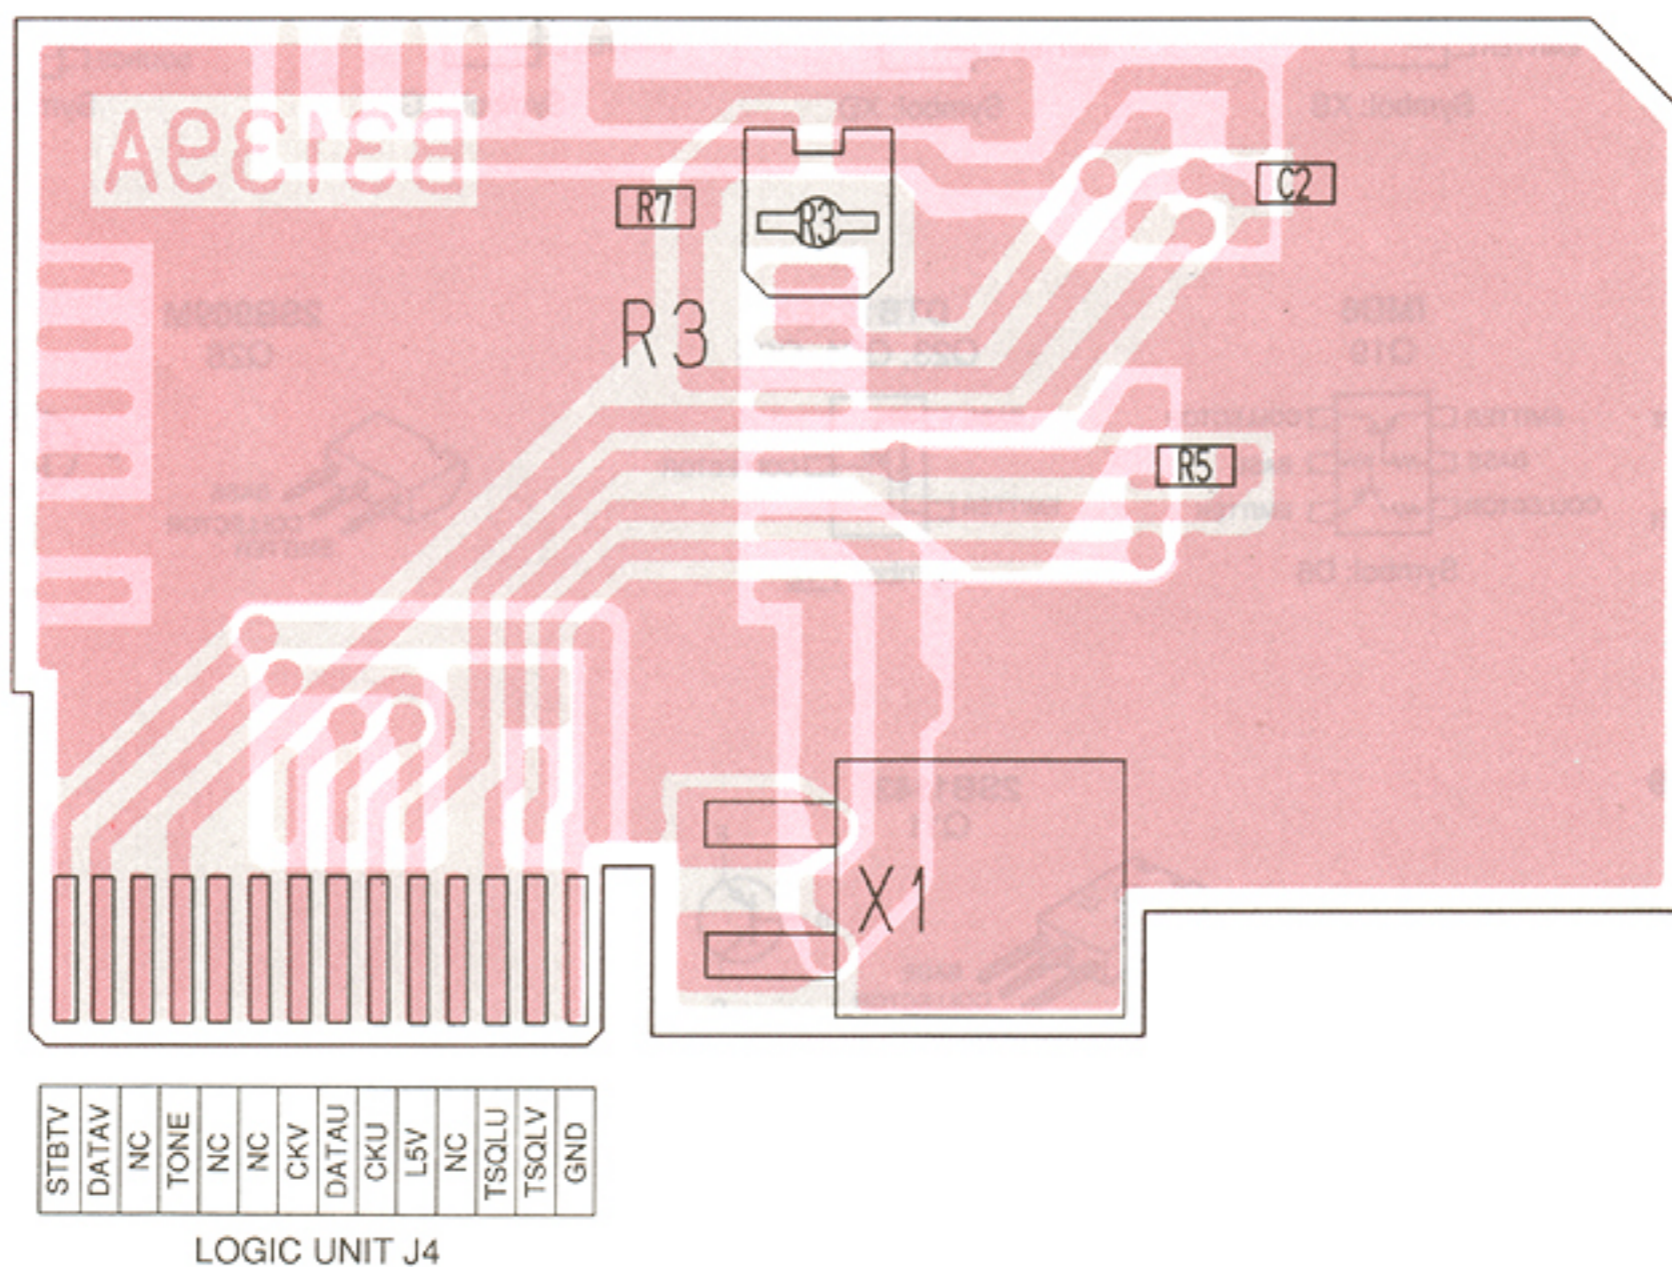 B3139A
R7
R3
C2
R3
R5
X1
STBTV
DATAV
NC
TONE
NC
NC
CKV
DATAU
CKU
L5V
NC
TSQLU
TSQLV
GND
LOGIC UNIT J4